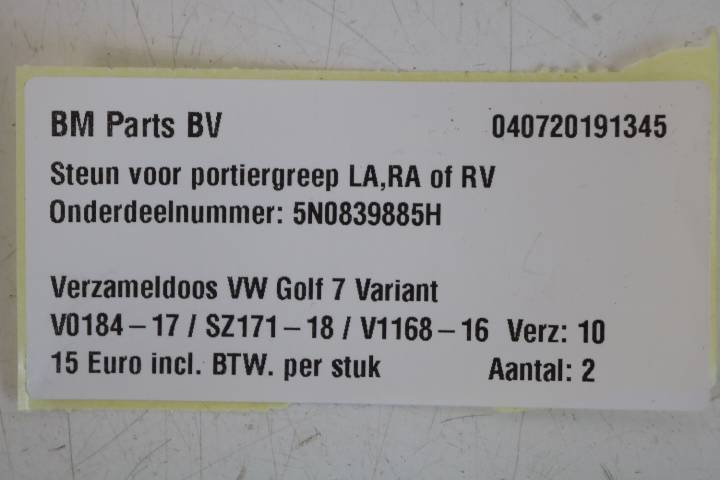 BM Parts BV 040720191345
Steun voor portiergreep LA,RA of RV
Onderdeelnummer: 5N0839885H
Verzameldoos VW Golf 7 Variant
V0184-17 / SZ171-18 / V1168-16 Verz: 10
15 Euro incl. BTW. per stuk Aantal: 2